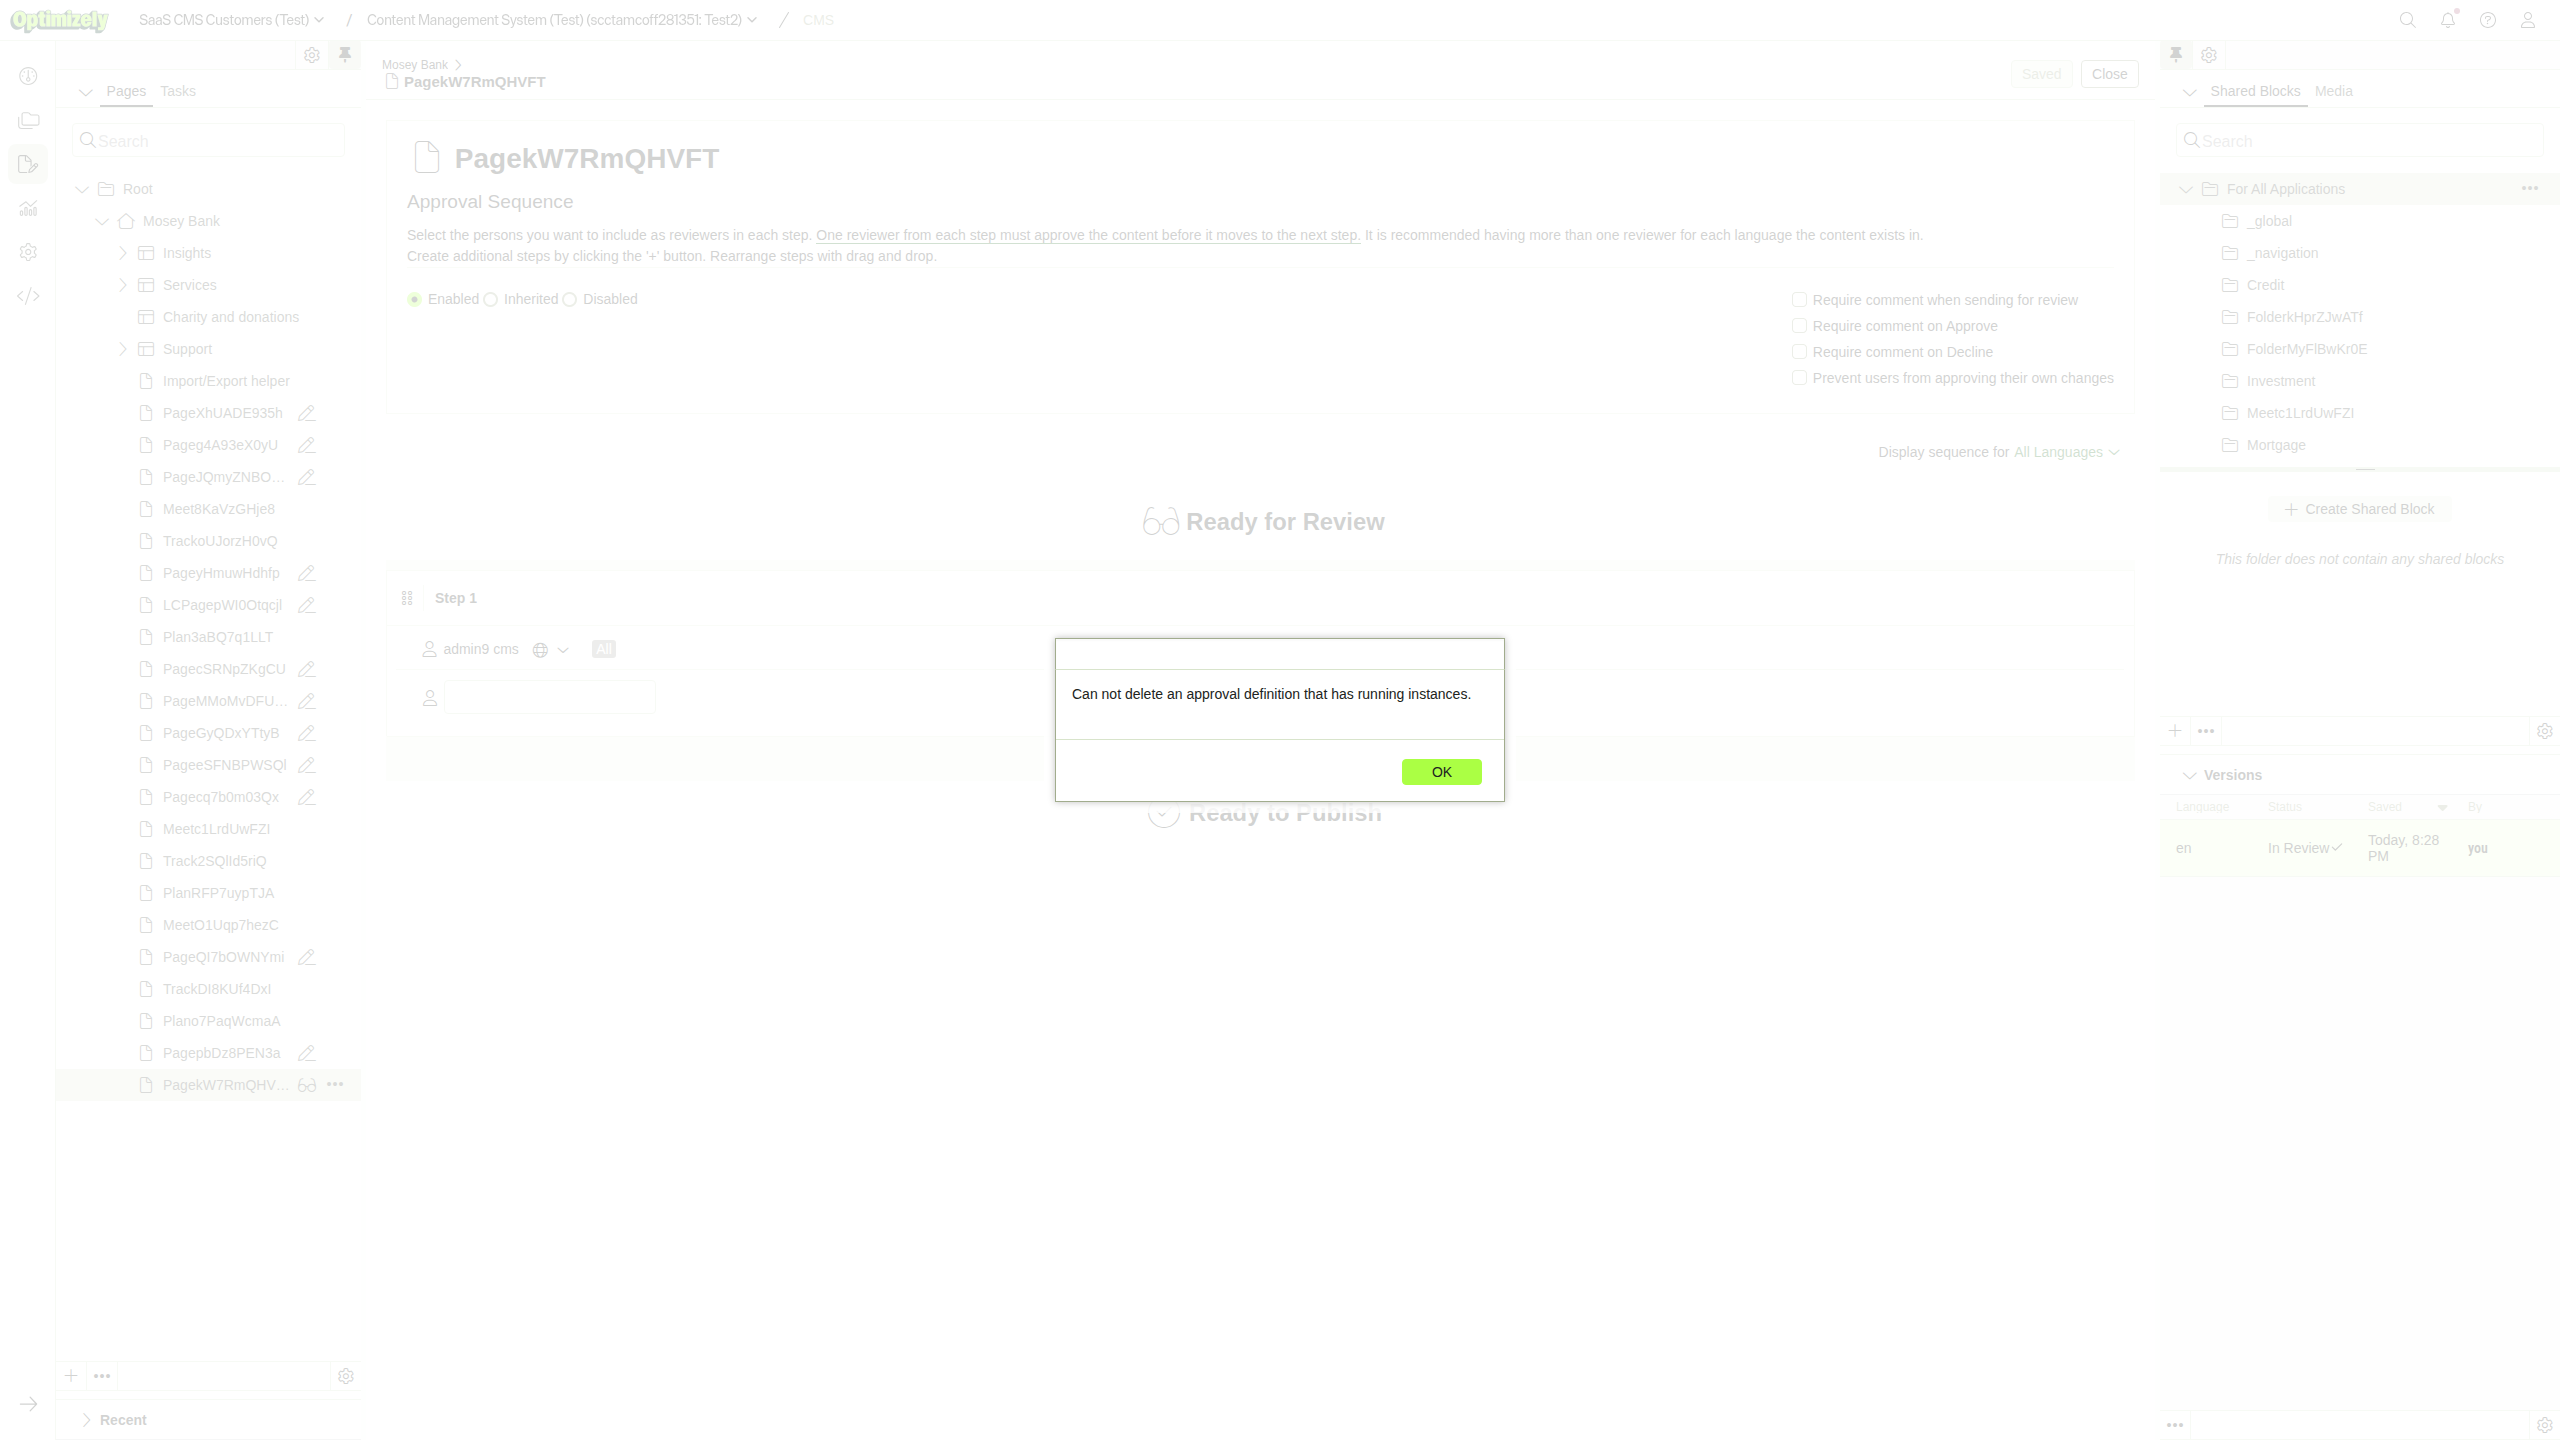 Optimizely
SaaS CMS Customers (Test) / Content Management System (Test) (scctamcoff281351: Test2) / CMS
Pages Tasks
Search
Root
Mosey Bank
Insights
Services
Charity and donations
Support
Import/Export helper
PageXhUADE935h
Pageg4A93eX0yU
PageJQmyZNBO...
Meet8KaVzGHje8
TrackoUJorzH0vQ
PageyHmuwHdhfp
LCPagepWI0Otqcjl
Plan3aBQ7q1LLT
PagecSRNpZKgCU
PageMMoMvDFU...
PageGyQDxYTtyB
PageeSFNBPWSQl
Pagecq7b0m03Qx
Meetc1LrdUwFZI
Track2SQlId5riQ
PlanRFP7uypTJA
MeetO1Uqp7hezC
PageQI7bOWNYmi
TrackDI8KUf4DxI
Plano7PaqWcmaA
PagepbDz8PEN3a
PagekW7RmQHV...
Recent
Mosey Bank
PagekW7RmQHVFT
Saved Close
PagekW7RmQHVFT
Approval Sequence
Select the persons you want to include as reviewers in each step. One reviewer from each step must approve the content before it moves to the next step. It is recommended having more than one reviewer for each language the content exists in.
Create additional steps by clicking the '+' button. Rearrange steps with drag and drop.
Enabled Inherited Disabled
Require comment when sending for review
Require comment on Approve
Require comment on Decline
Prevent users from approving their own changes
Display sequence for All Languages
Ready for Review
Step 1
admin9 cms All
Can not delete an approval definition that has running instances.
OK
Ready to Publish
Shared Blocks Media
Search
For All Applications
_global
_navigation
Credit
FolderkHprZJwATf
FolderMyFlBwKr0E
Investment
Meetc1LrdUwFZI
Mortgage
Create Shared Block
This folder does not contain any shared blocks
Versions
Language Status Saved By
en In Review Today, 8:28 PM you